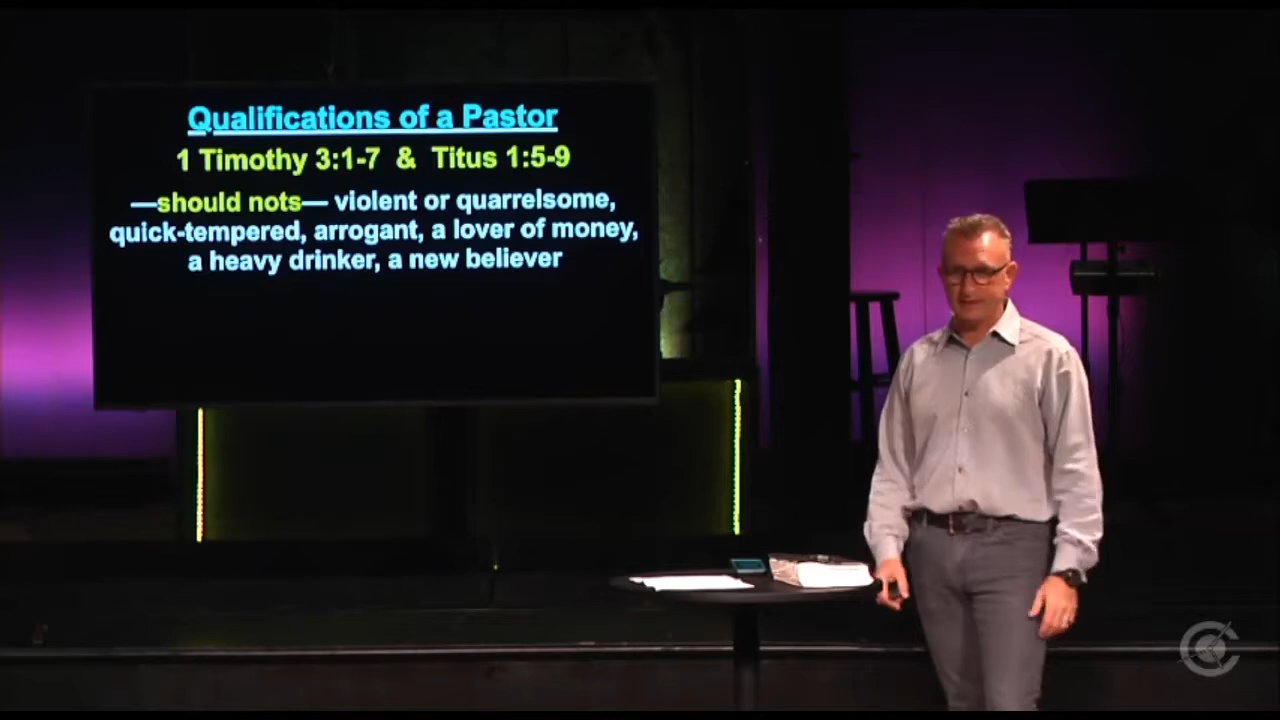 Qualifications of a Pastor
1 Timothy 3:1-7 & Titus 1:5-9
—should nots— violent or quarrelsome,
quick-tempered, arrogant, a lover of money,
a heavy drinker, a new believer